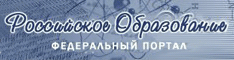 Российское Образование
ФЕДЕРАЛЬНЫЙ ПОРТАЛ